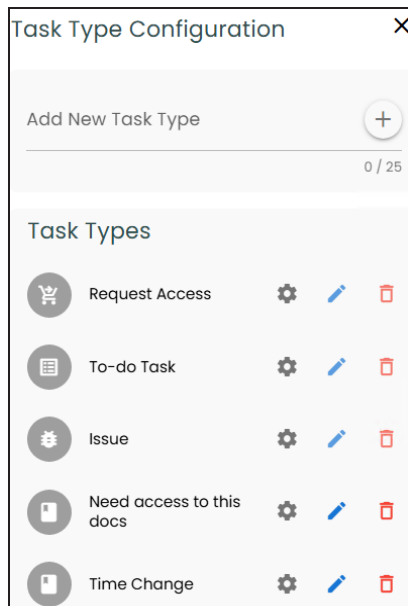 Task Type Configuration
Add New Task Type
0 / 25
Task Types
Request Access
To-do Task
Issue
Need access to this
docs
Time Change